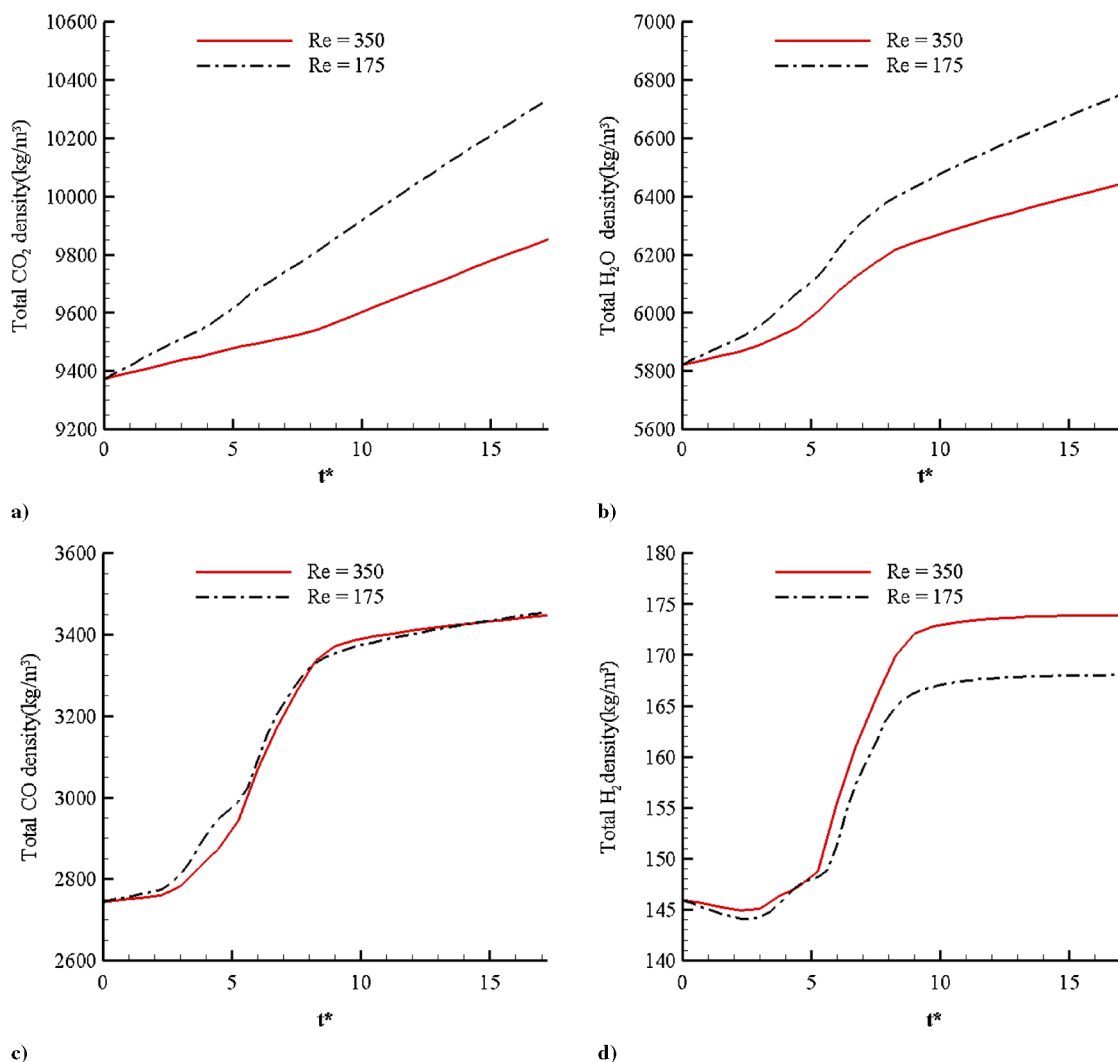 10600
10400
10200
10000
9800
9600
9400
9200
Total CO₂ density(kg/m³)
Re = 350
Re = 175
0
5
10
15
t*
a)
7000
6800
6600
6400
6200
6000
5800
5600
Total H₂O density(kg/m³)
Re = 350
Re = 175
0
5
10
15
t*
b)
3600
3400
3200
3000
2800
2600
Total CO density(kg/m³)
Re = 350
Re = 175
0
5
10
15
t*
c)
180
175
170
165
160
155
150
145
140
Total H₂density(kg/m³)
Re = 350
Re = 175
0
5
10
15
t*
d)